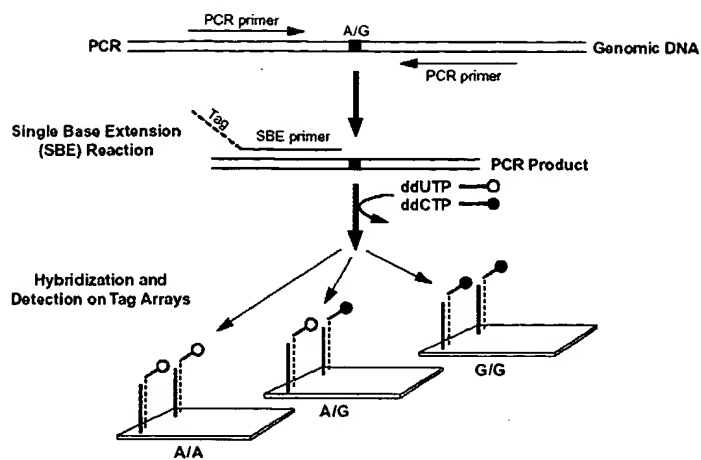 PCR primer
A/G
PCR
Genomic DNA
PCR primer
Tag
SBE primer
Single Base Extension
(SBE) Reaction
PCR Product
ddUTP
ddCTP
Hybridization and
Detection on Tag Arrays
G/G
A/G
A/A